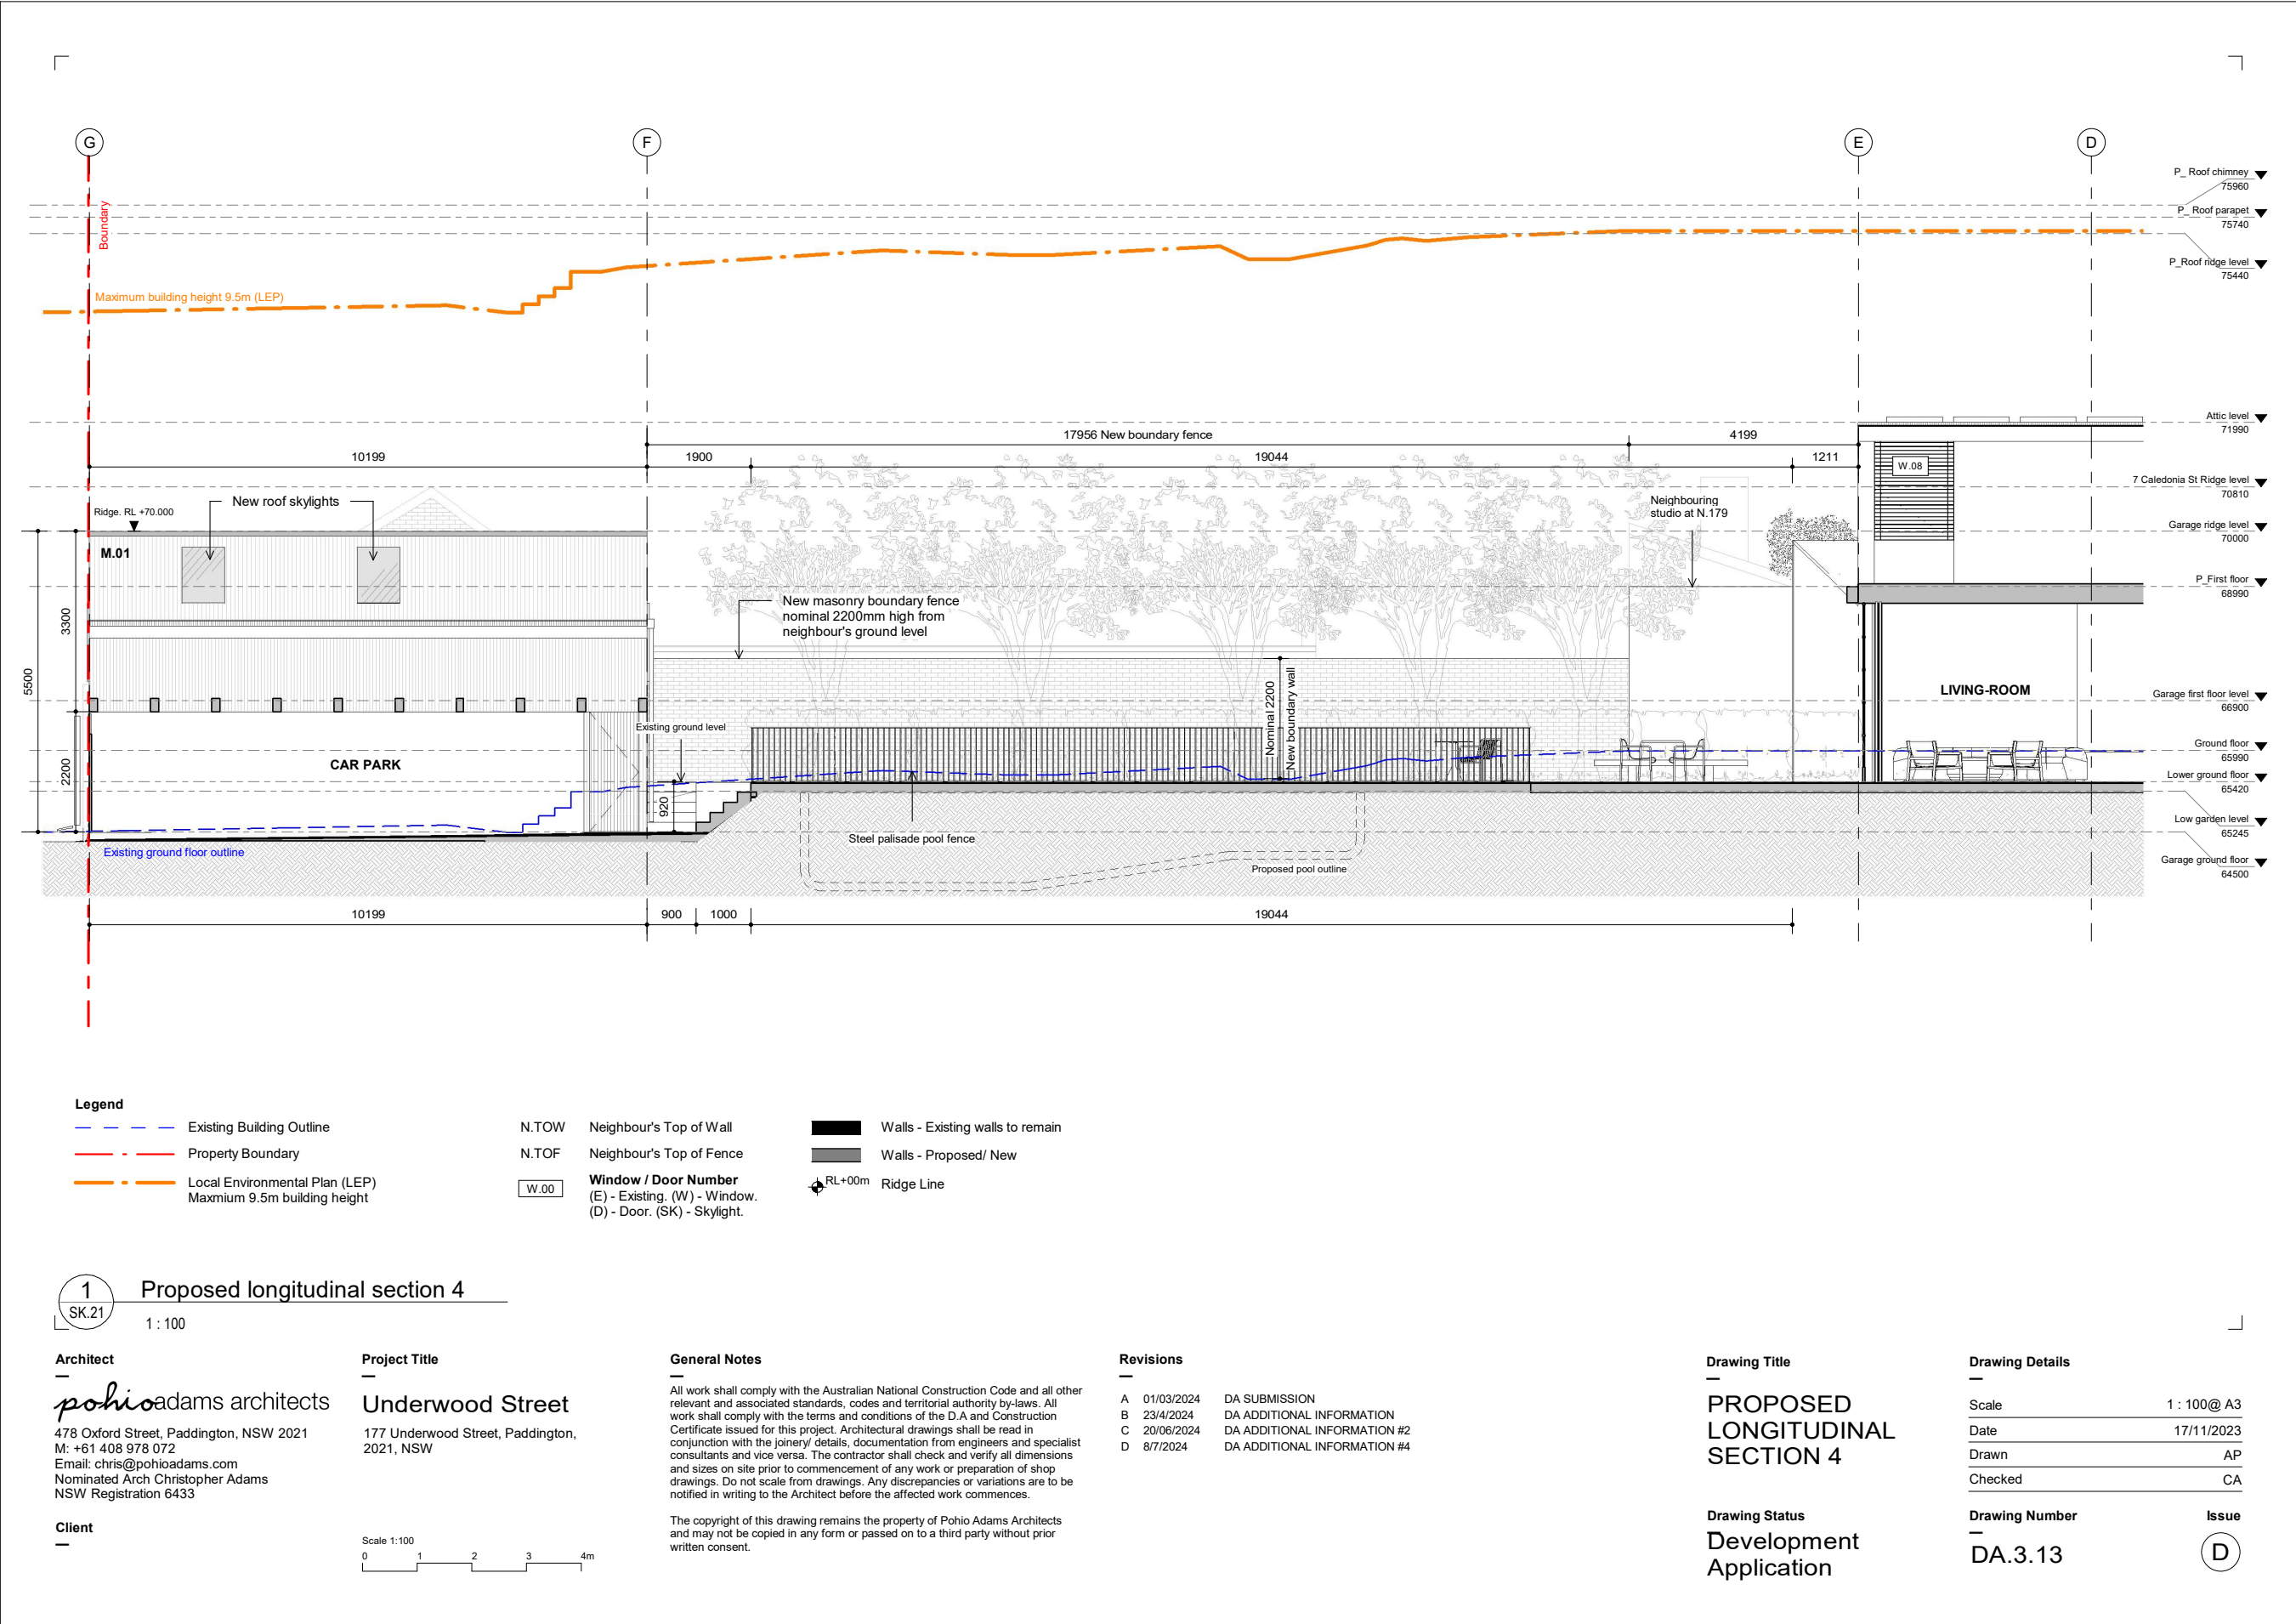 G
F
E
D
Boundary
P_ Roof chimney
75960
P_ Roof parapet
75740
P_Roof ridge level
75440
Maximum building height 9.5m (LEP)
Attic level
71990
17956 New boundary fence
4199
10199
1900
19044
1211
W.08
7 Caledonia St Ridge level
70810
New roof skylights
Neighbouring
studio at N.179
Ridge. RL +70.000
Garage ridge level
70000
M.01
P_First floor
68990
New masonry boundary fence
nominal 2200mm high from
neighbour's ground level
3300
5500
2200
Nominal 2200
New boundary wall
LIVING-ROOM
Garage first floor level
66900
Existing ground level
Ground floor
65990
CAR PARK
Lower ground floor
65420
920
Low garden level
65245
Steel palisade pool fence
Existing ground floor outline
Proposed pool outline
Garage ground floor
64500
10199
900
1000
19044
Legend
Existing Building Outline
Property Boundary
Local Environmental Plan (LEP)
Maxmium 9.5m building height
N.TOW Neighbour's Top of Wall
N.TOF Neighbour's Top of Fence
W.00
Window / Door Number
(E) - Existing. (W) - Window.
(D) - Door. (SK) - Skylight.
Walls - Existing walls to remain
Walls - Proposed/ New
RL+00m Ridge Line
1
SK.21
Proposed longitudinal section 4
1 : 100
Architect
pohioadams architects
478 Oxford Street, Paddington, NSW 2021
M: +61 408 978 072
Email: chris@pohioadams.com
Nominated Arch Christopher Adams
NSW Registration 6433
Client
Project Title
Underwood Street
177 Underwood Street, Paddington,
2021, NSW
Scale 1:100
0 1 2 3 4m
General Notes
All work shall comply with the Australian National Construction Code and all other
relevant and associated standards, codes and territorial authority by-laws. All
work shall comply with the terms and conditions of the D.A and Construction
Certificate issued for this project. Architectural drawings shall be read in
conjunction with the joinery/ details, documentation from engineers and specialist
consultants and vice versa. The contractor shall check and verify all dimensions
and sizes on site prior to commencement of any work or preparation of shop
drawings. Do not scale from drawings. Any discrepancies or variations are to be
notified in writing to the Architect before the affected work commences.
The copyright of this drawing remains the property of Pohio Adams Architects
and may not be copied in any form or passed on to a third party without prior
written consent.
Revisions
A 01/03/2024 DA SUBMISSION
B 23/4/2024 DA ADDITIONAL INFORMATION
C 20/06/2024 DA ADDITIONAL INFORMATION #2
D 8/7/2024 DA ADDITIONAL INFORMATION #4
Drawing Title
PROPOSED
LONGITUDINAL
SECTION 4
Drawing Status
Development
Application
Drawing Details
Scale 1 : 100@ A3
Date 17/11/2023
Drawn AP
Checked CA
Drawing Number
DA.3.13
Issue
D